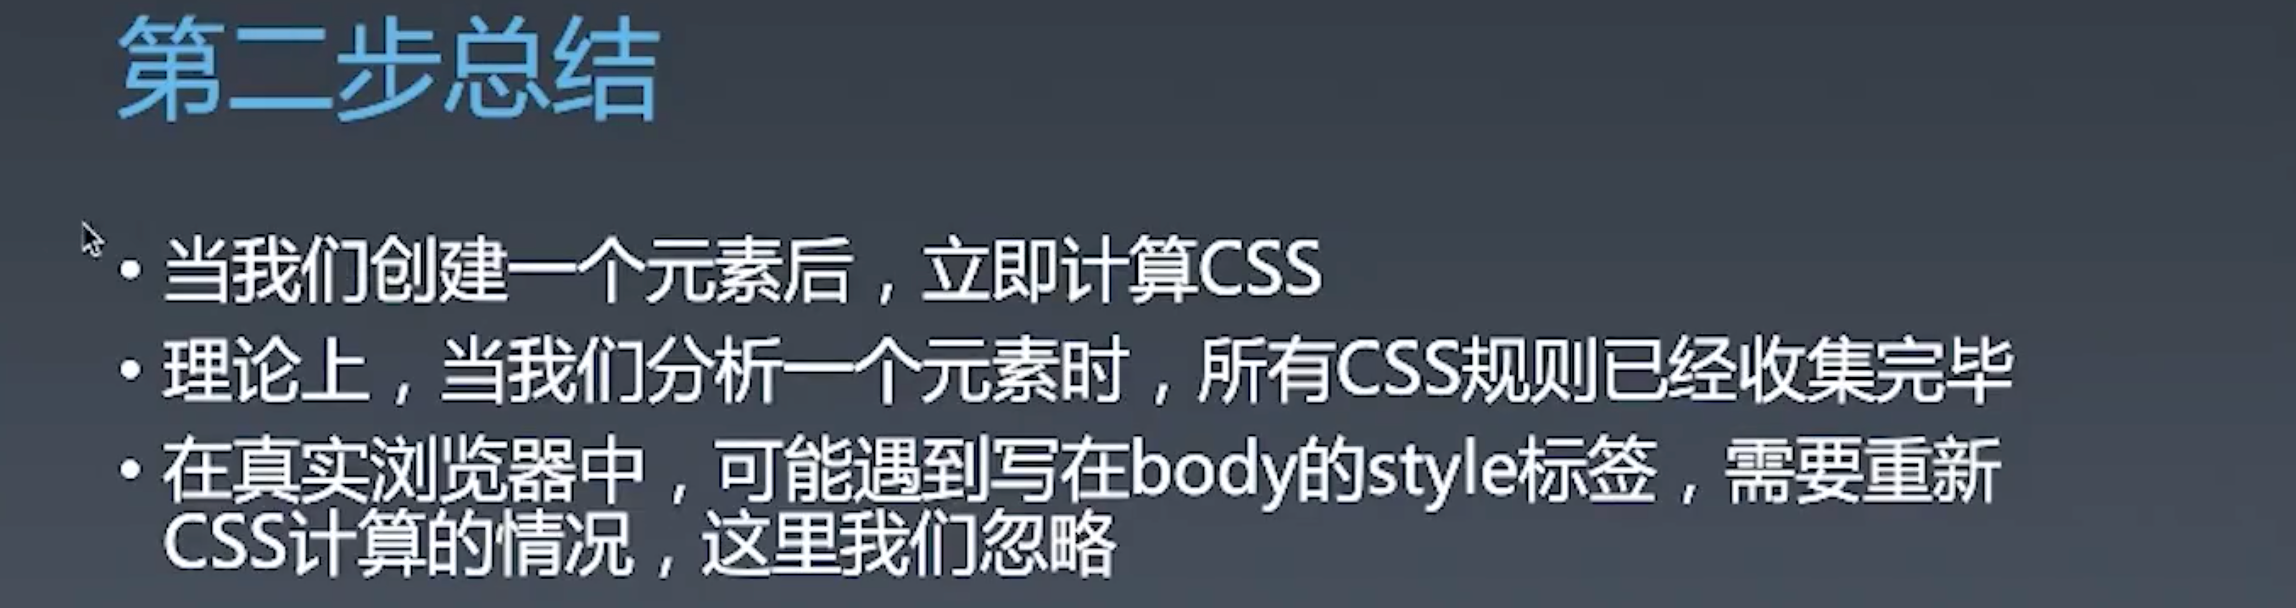 第二步总结
• 当我们创建一个元素后，立即计算CSS
• 理论上，当我们分析一个元素时，所有CSS规则已经收集完毕
• 在真实浏览器中，可能遇到写在body的style标签，需要重新
CSS计算的情况，这里我们忽略